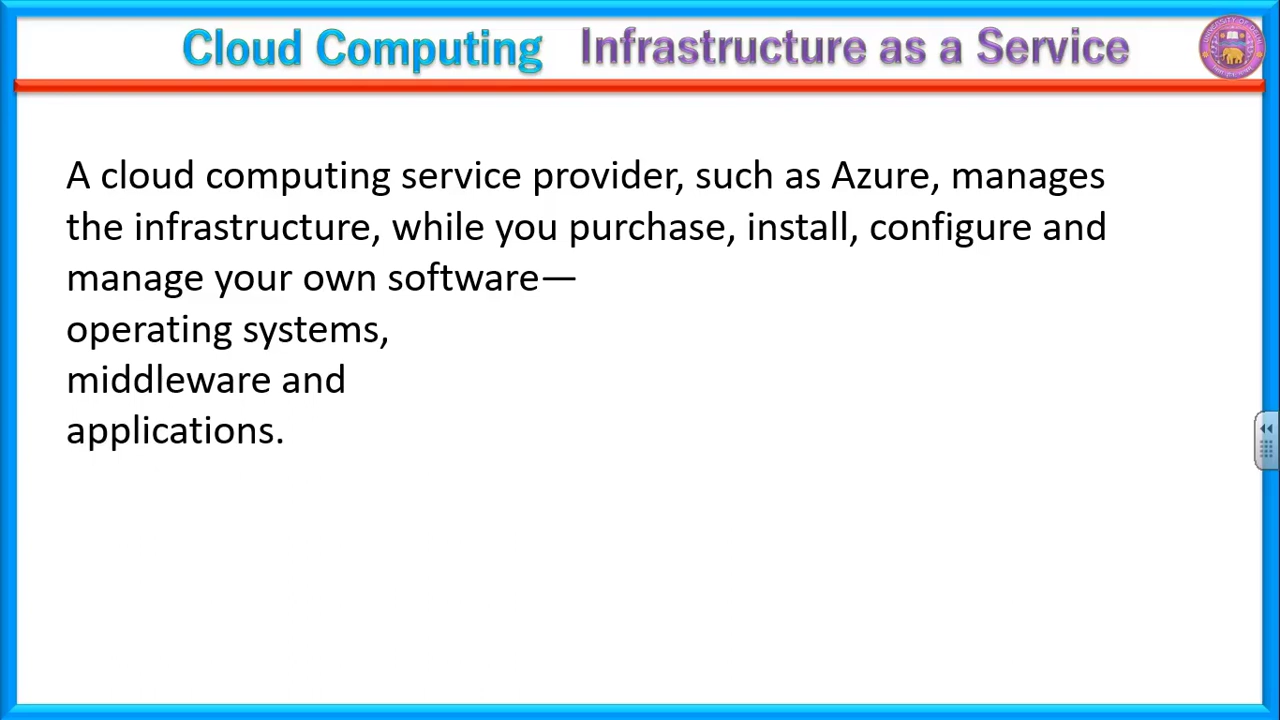 Cloud Computing Infrastructure as a Service
A cloud computing service provider, such as Azure, manages
the infrastructure, while you purchase, install, configure and
manage your own software—
operating systems,
middleware and
applications.